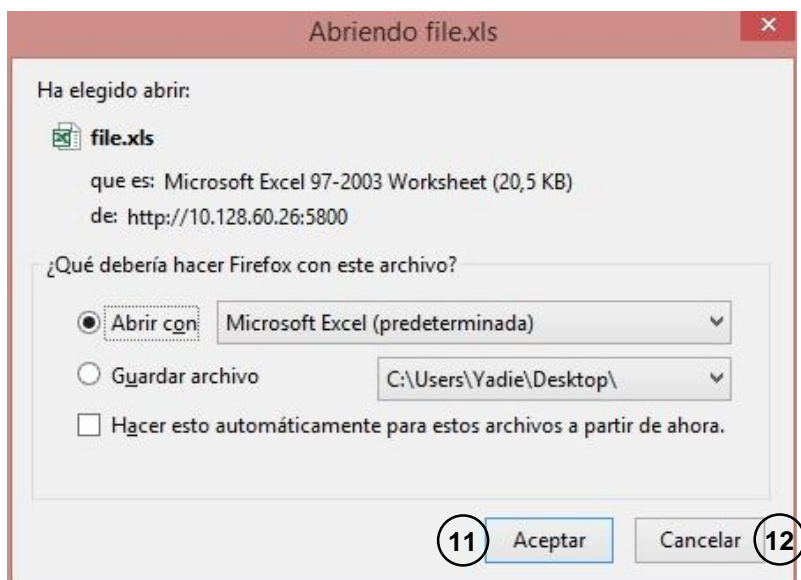 Abriendo file.xls
Ha elegido abrir:
file.xls
que es: Microsoft Excel 97-2003 Worksheet (20,5 KB)
de: http://10.128.60.26:5800
¿Qué debería hacer Firefox con este archivo?
Abrir con Microsoft Excel (predeterminada)
Guardar archivo C:\Users\Yadie\Desktop\
Hacer esto automáticamente para estos archivos a partir de ahora.
11 Aceptar Cancelar 12